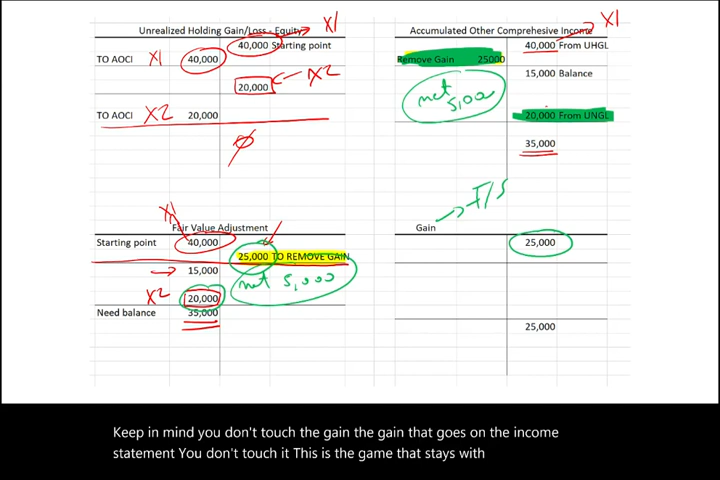 Unrealized Holding Gain/Loss - Equity X1
40,000 Starting point
TO AOCI X1 40,000
20,000 X2
TO AOCI X2 20,000
Ø
Accumulated Other Comprehesive Income X1
40,000 From UHGL
Remove Gain 25000
15,000 Balance
net
5,000
20,000 From UNGL
35,000
X1
Fair Value Adjustment
Starting point 40,000
25,000 TO REMOVE GAIN
15,000
net 5,000
X2 20,000
Need balance 35,000
I/S
Gain
25,000
25,000
Keep in mind you don't touch the gain the gain that goes on the income
statement You don't touch it This is the game that stays with